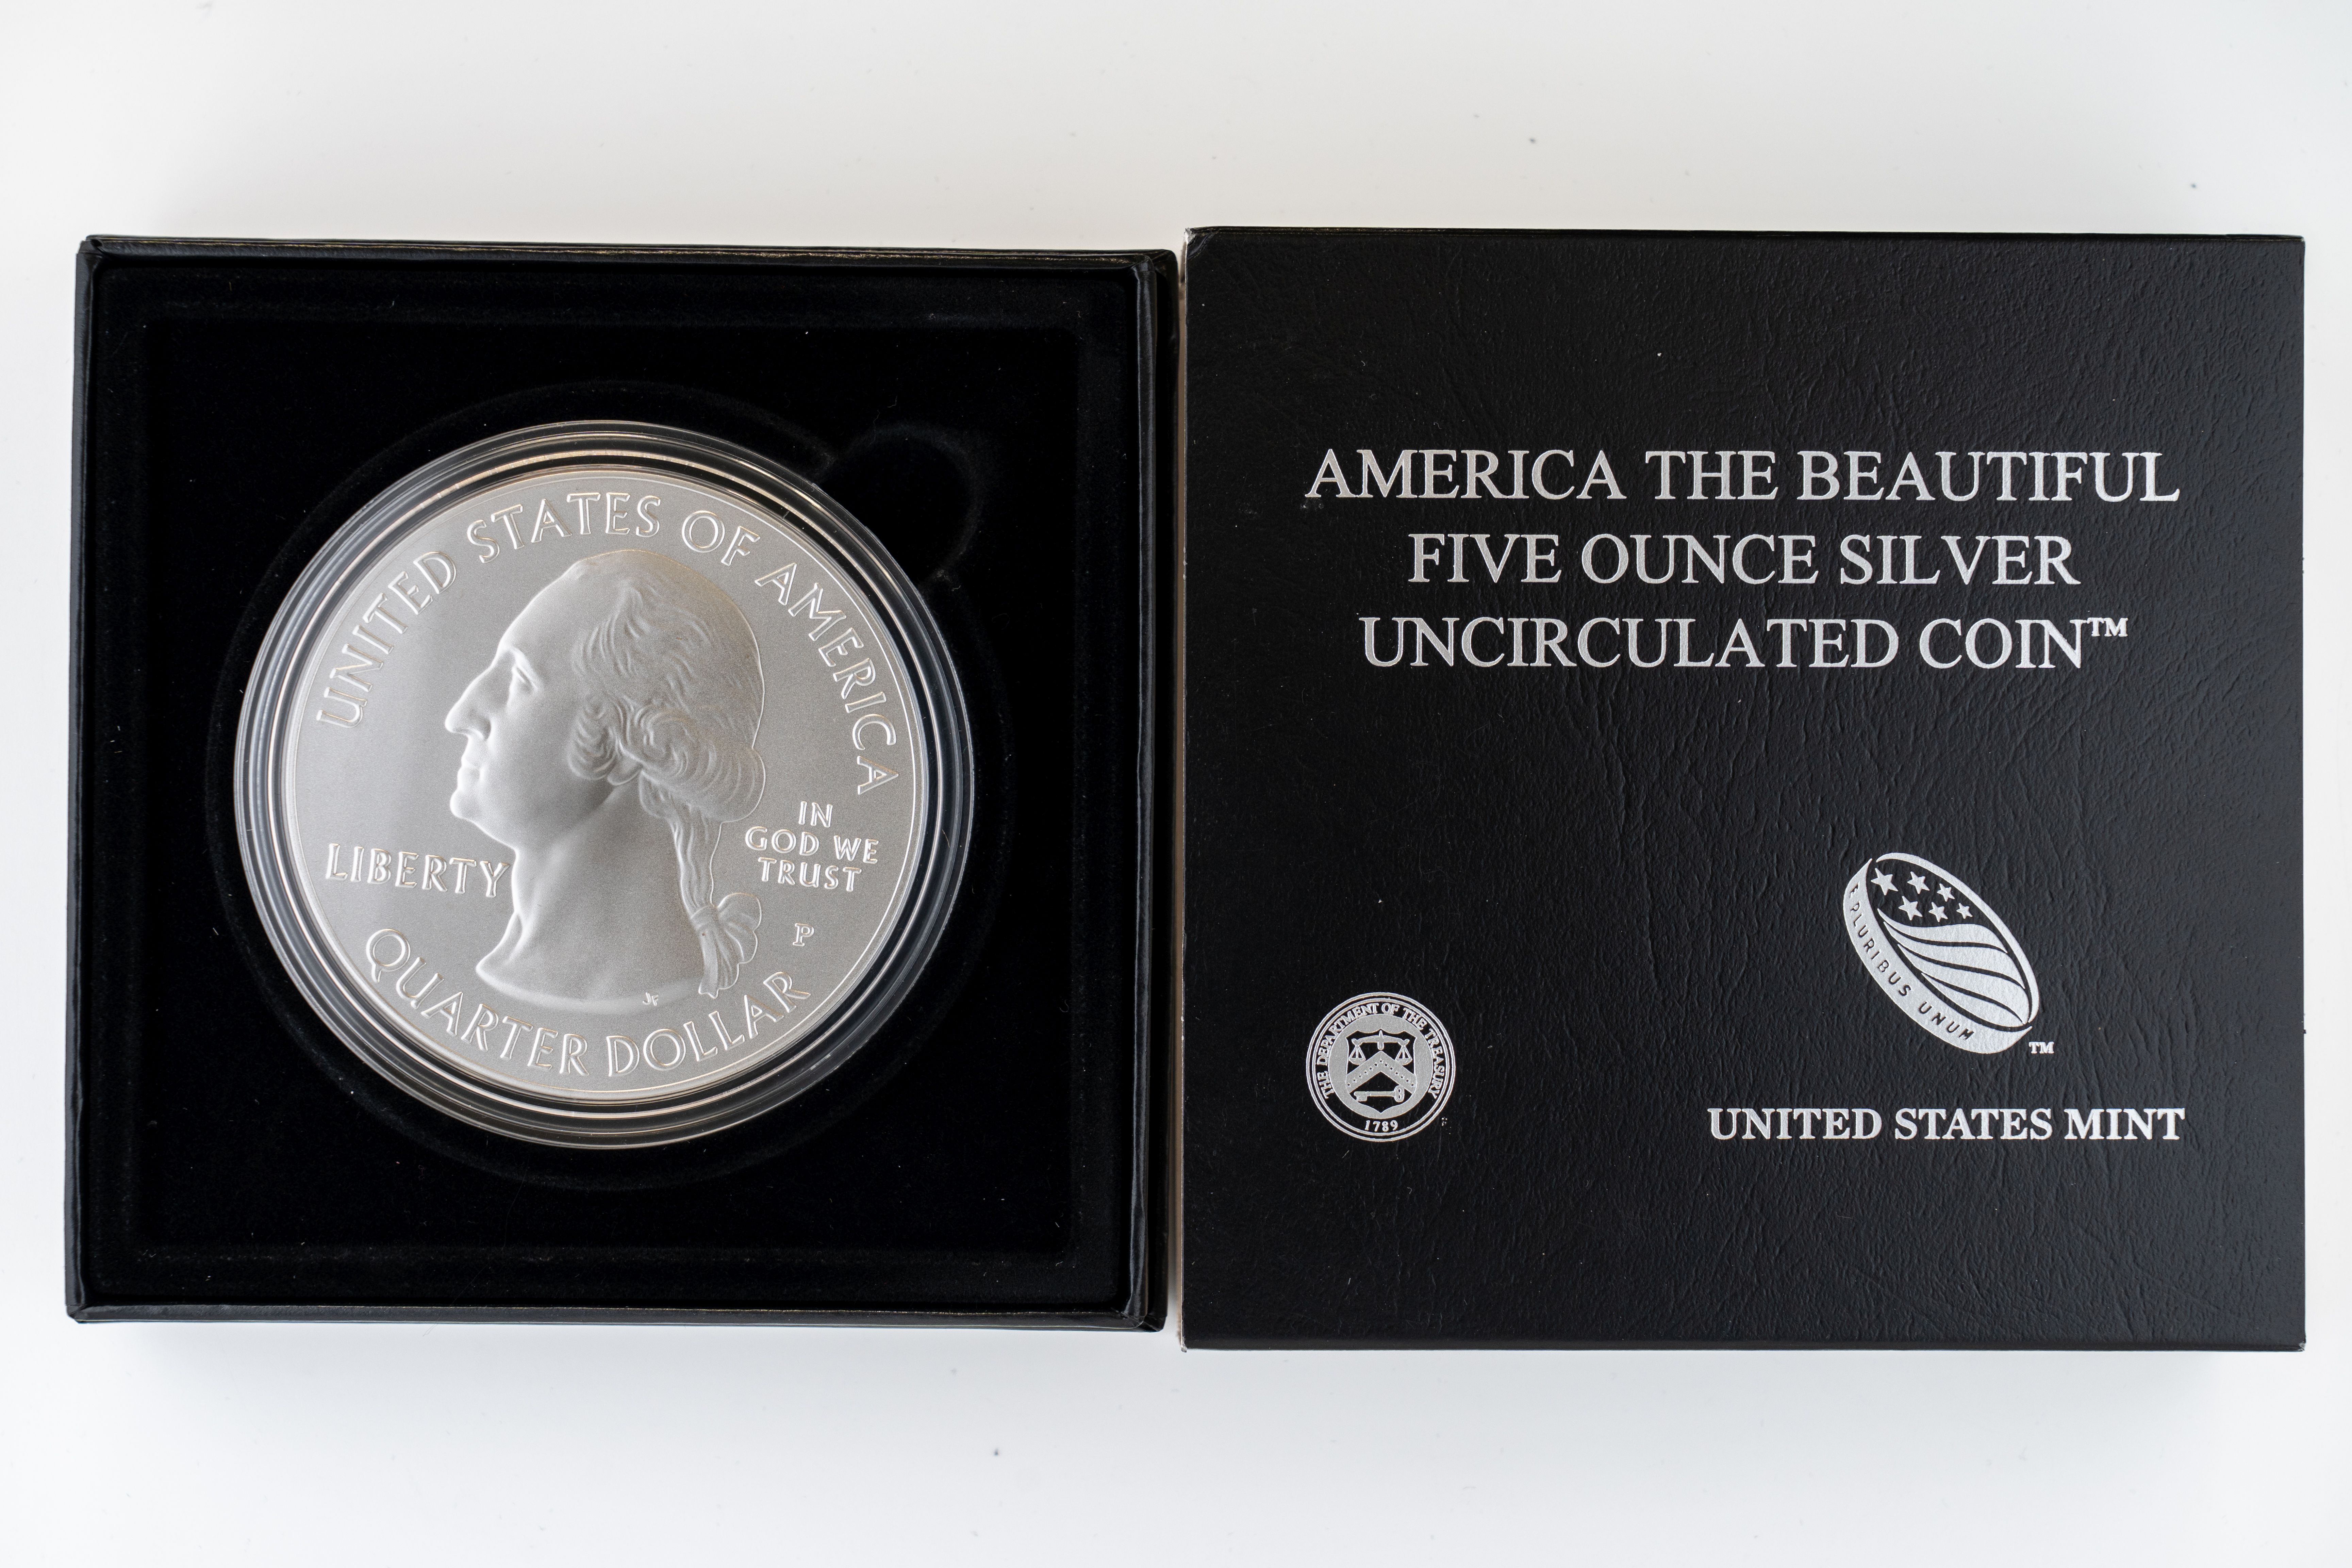 UNITED STATES OF AMERICA
LIBERTY
IN
GOD WE
TRUST
P
JF
QUARTER DOLLAR
AMERICA THE BEAUTIFUL
FIVE OUNCE SILVER
UNCIRCULATED COIN™
E PLURIBUS UNUM
™
THE DEPARTMENT OF THE TREASURY
1789
UNITED STATES MINT